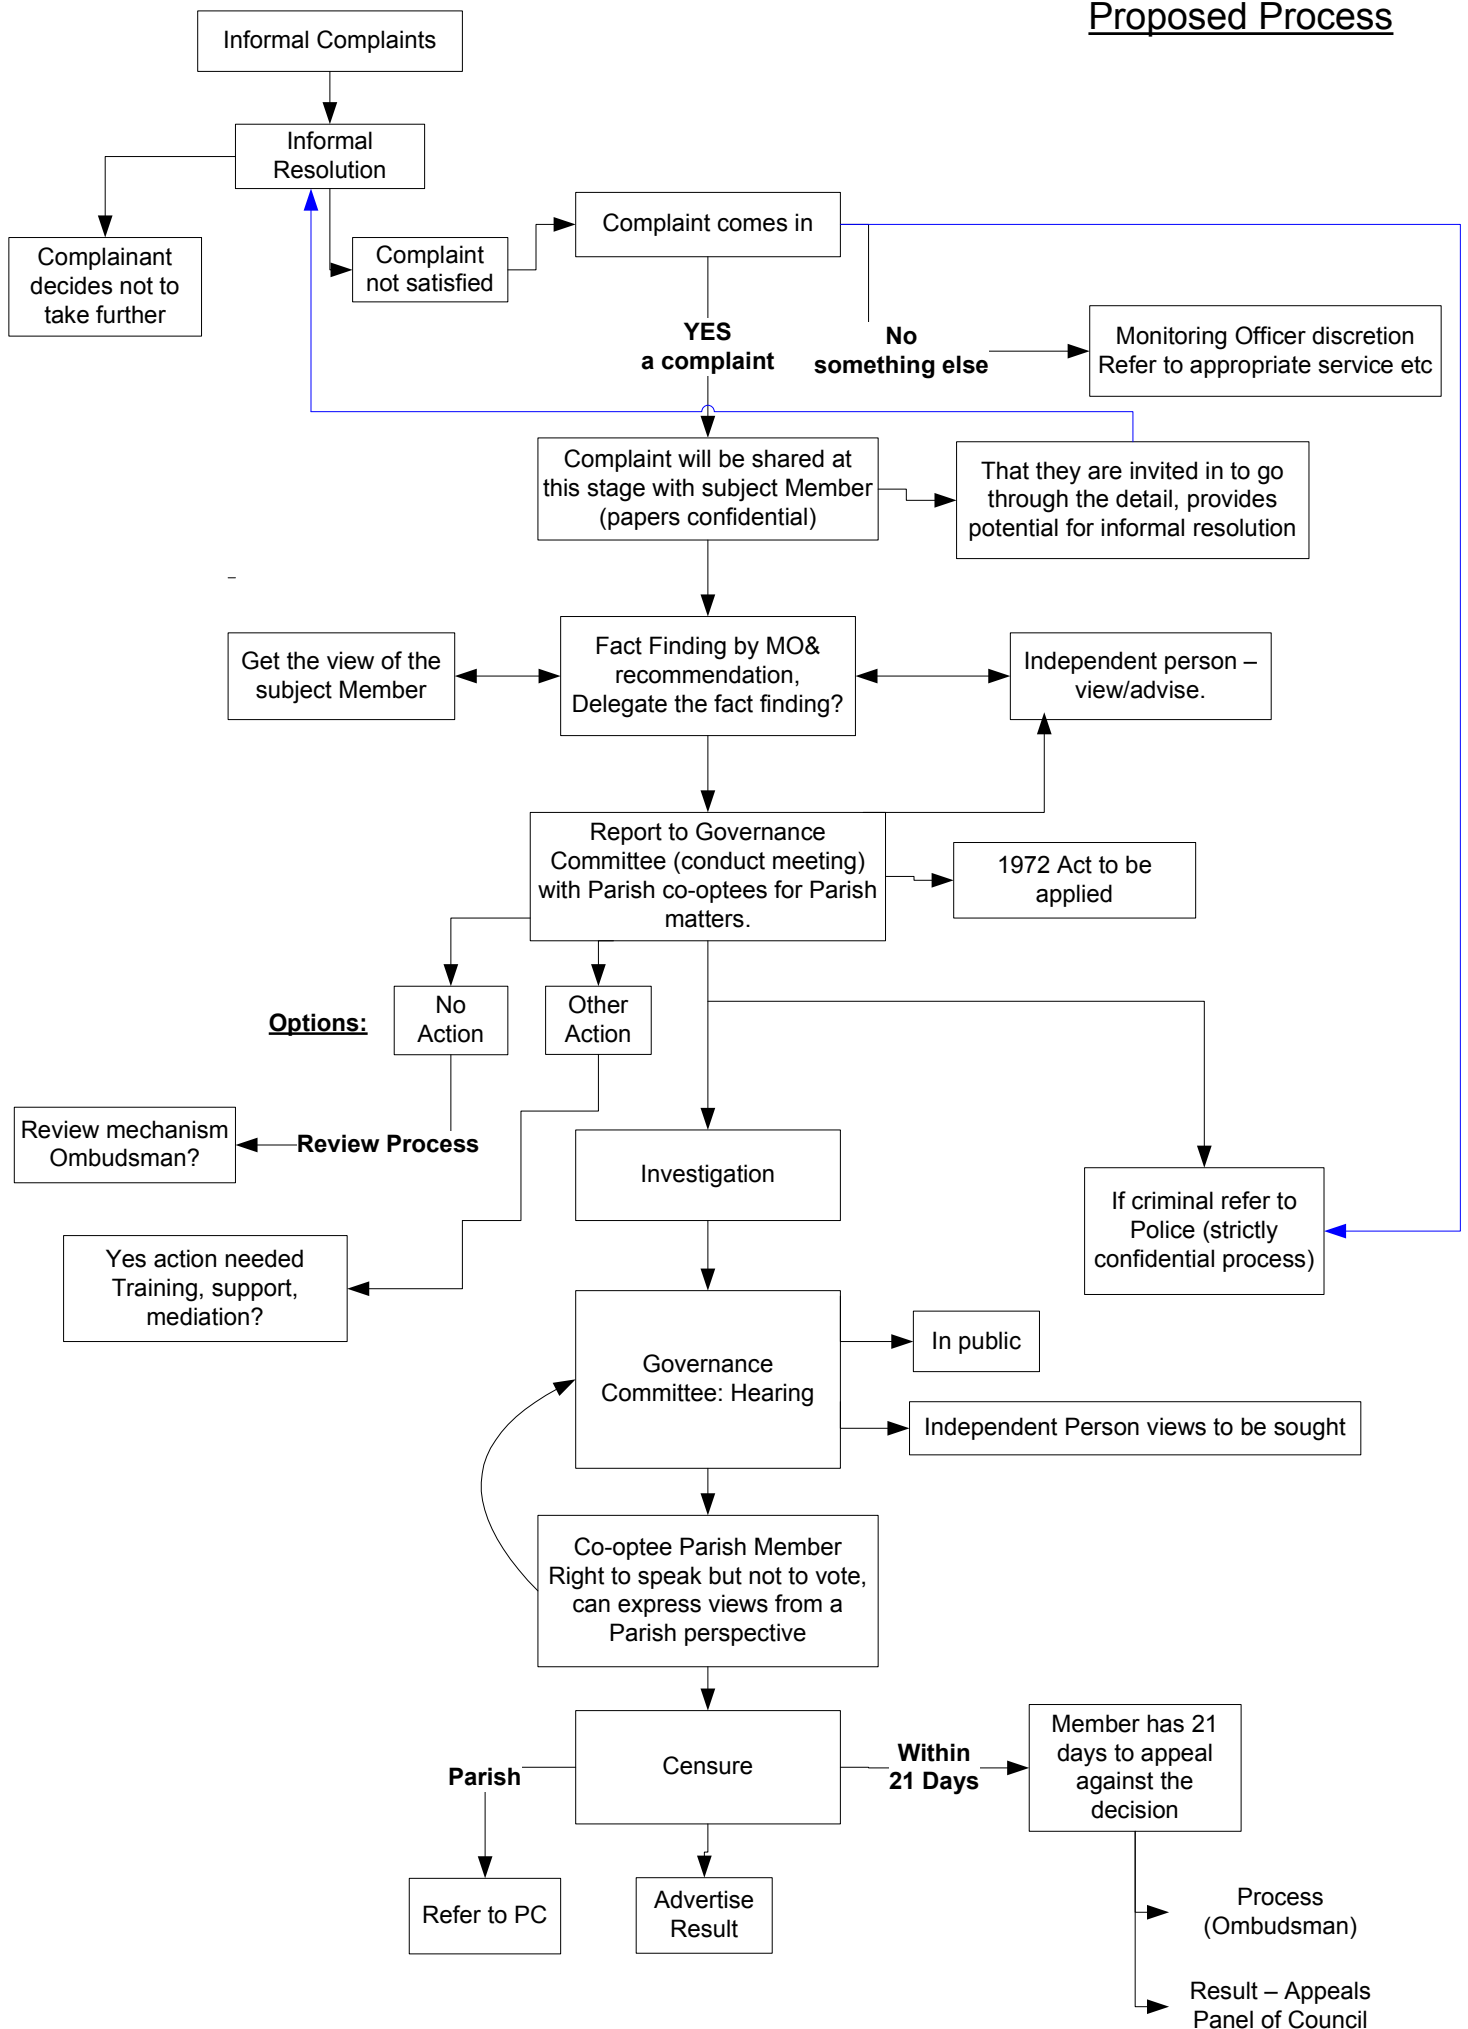 Proposed Process
Informal Complaints
Informal
Resolution
Complaint comes in
Complainant
decides not to
take further
Complaint
not satisfied
YES
a complaint
No
something else
Monitoring Officer discretion
Refer to appropriate service etc
Complaint will be shared at
this stage with subject Member
(papers confidential)
That they are invited in to go
through the detail, provides
potential for informal resolution
Get the view of the
subject Member
Fact Finding by MO&
recommendation,
Delegate the fact finding?
Independent person –
view/advise.
Report to Governance
Committee (conduct meeting)
with Parish co-optees for Parish
matters.
1972 Act to be
applied
Options:
No
Action
Other
Action
Review mechanism
Ombudsman?
Review Process
Investigation
If criminal refer to
Police (strictly
confidential process)
Yes action needed
Training, support,
mediation?
Governance
Committee: Hearing
In public
Independent Person views to be sought
Co-optee Parish Member
Right to speak but not to vote,
can express views from a
Parish perspective
Parish
Censure
Within
21 Days
Member has 21
days to appeal
against the
decision
Refer to PC
Advertise
Result
Process
(Ombudsman)
Result – Appeals
Panel of Council